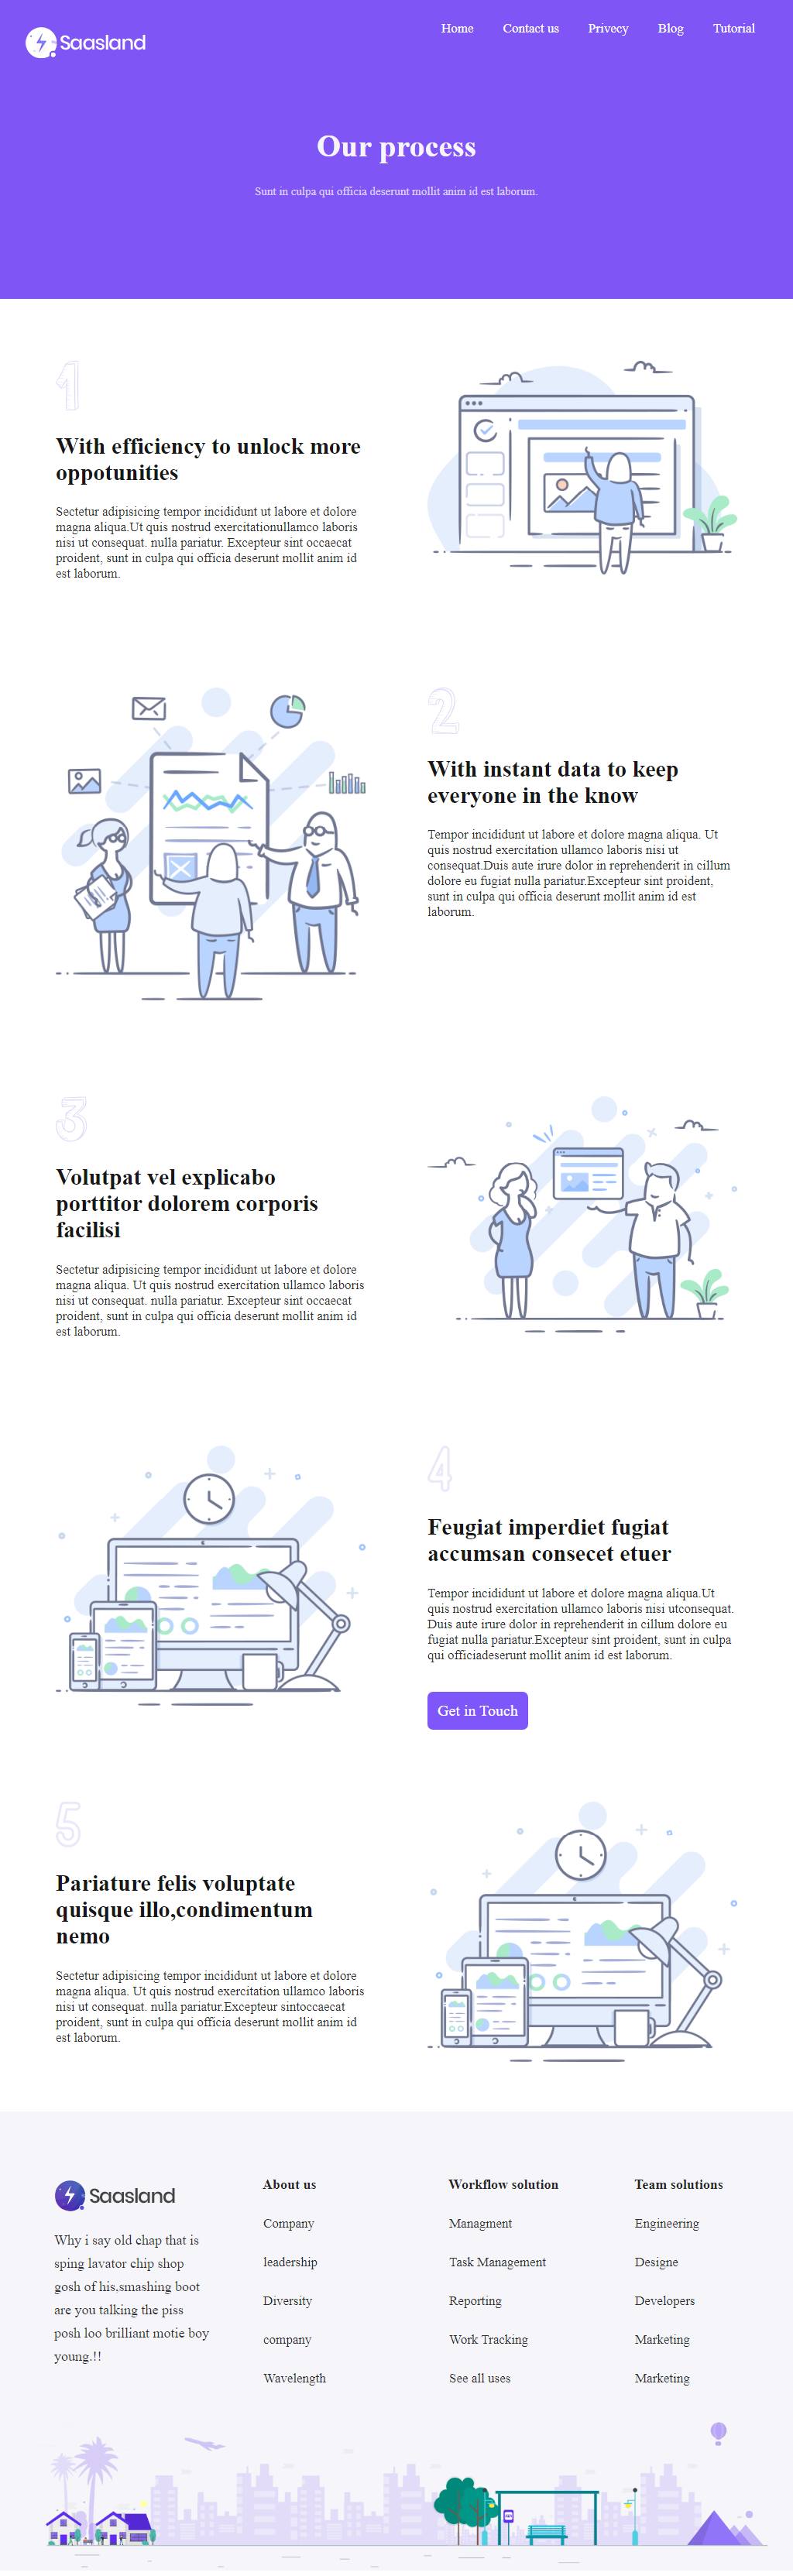 Saasland
Home Contact us Privecy Blog Tutorial
Our process
Sunt in culpa qui officia deserunt mollit anim id est laborum.
1
With efficiency to unlock more
oppotunities
Sectetur adipisicing tempor incididunt ut labore et dolore
magna aliqua.Ut quis nostrud exercitationullamco laboris
nisi ut consequat. nulla pariatur. Excepteur sint occaecat
proident, sunt in culpa qui officia deserunt mollit anim id
est laborum.
2
With instant data to keep
everyone in the know
Tempor incididunt ut labore et dolore magna aliqua. Ut
quis nostrud exercitation ullamco laboris nisi ut
consequat.Duis aute irure dolor in reprehenderit in cillum
dolore eu fugiat nulla pariatur.Excepteur sint proident,
sunt in culpa qui officia deserunt mollit anim id est
laborum.
3
Volutpat vel explicabo
porttitor dolorem corporis
facilisi
Sectetur adipisicing tempor incididunt ut labore et dolore
magna aliqua. Ut quis nostrud exercitation ullamco laboris
nisi ut consequat. nulla pariatur. Excepteur sint occaecat
proident, sunt in culpa qui officia deserunt mollit anim id
est laborum.
4
Feugiat imperdiet fugiat
accumsan consecet etuer
Tempor incididunt ut labore et dolore magna aliqua.Ut
quis nostrud exercitation ullamco laboris nisi utconsequat.
Duis aute irure dolor in reprehenderit in cillum dolore eu
fugiat nulla pariatur.Excepteur sint proident, sunt in culpa
qui officiadeserunt mollit anim id est laborum.
Get in Touch
5
Pariature felis voluptate
quisque illo,condimentum
nemo
Sectetur adipisicing tempor incididunt ut labore et dolore
magna aliqua. Ut quis nostrud exercitation ullamco laboris
nisi ut consequat. nulla pariatur.Excepteur sintoccaecat
proident, sunt in culpa qui officia deserunt mollit anim id
est laborum.
Saasland
Why i say old chap that is
sping lavator chip shop
gosh of his,smashing boot
are you talking the piss
posh loo brilliant motie boy
young.!!
About us
Company
leadership
Diversity
company
Wavelength
Workflow solution
Managment
Task Management
Reporting
Work Tracking
See all uses
Team solutions
Engineering
Designe
Developers
Marketing
Marketing